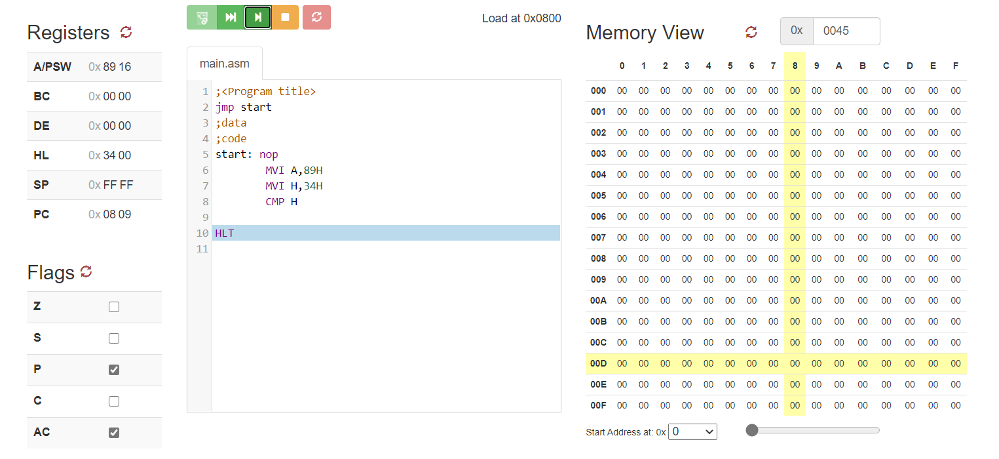 Registers
A/PSW 0x 89 16
BC 0x 00 00
DE 0x 00 00
HL 0x 34 00
SP 0x FF FF
PC 0x 08 09
Flags
Z
S
P
C
AC
Load at 0x0800
main.asm
1 ;<Program title>
2 jmp start
3 ;data
4 ;code
5 start: nop
6 MVI A,89H
7 MVI H,34H
8 CMP H
9
10 HLT
11
Memory View 0x 0045
0 1 2 3 4 5 6 7 8 9 A B C D E F
000 00 00 00 00 00 00 00 00 00 00 00 00 00 00 00 00
001 00 00 00 00 00 00 00 00 00 00 00 00 00 00 00 00
002 00 00 00 00 00 00 00 00 00 00 00 00 00 00 00 00
003 00 00 00 00 00 00 00 00 00 00 00 00 00 00 00 00
004 00 00 00 00 00 00 00 00 00 00 00 00 00 00 00 00
005 00 00 00 00 00 00 00 00 00 00 00 00 00 00 00 00
006 00 00 00 00 00 00 00 00 00 00 00 00 00 00 00 00
007 00 00 00 00 00 00 00 00 00 00 00 00 00 00 00 00
008 00 00 00 00 00 00 00 00 00 00 00 00 00 00 00 00
009 00 00 00 00 00 00 00 00 00 00 00 00 00 00 00 00
00A 00 00 00 00 00 00 00 00 00 00 00 00 00 00 00 00
00B 00 00 00 00 00 00 00 00 00 00 00 00 00 00 00 00
00C 00 00 00 00 00 00 00 00 00 00 00 00 00 00 00 00
00D 00 00 00 00 00 00 00 00 00 00 00 00 00 00 00 00
00E 00 00 00 00 00 00 00 00 00 00 00 00 00 00 00 00
00F 00 00 00 00 00 00 00 00 00 00 00 00 00 00 00 00
Start Address at: 0x 0